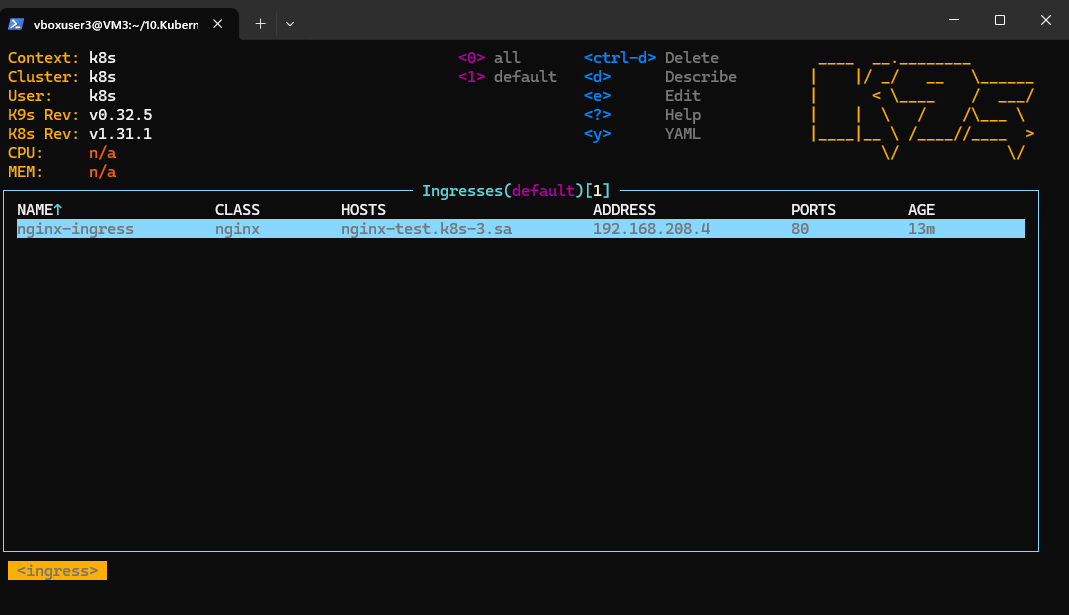 vboxuser3@VM3:~/10.Kubern
Context: k8s <0> all <ctrl-d> Delete
Cluster: k8s <1> default <d> Describe
User: k8s <e> Edit
K9s Rev: v0.32.5 <?> Help
K8s Rev: v1.31.1 <y> YAML
CPU: n/a
MEM: n/a
Ingresses(default)[1]
NAME↑ CLASS HOSTS ADDRESS PORTS AGE
nginx-ingress nginx nginx-test.k8s-3.sa 192.168.208.4 80 13m
<ingress>